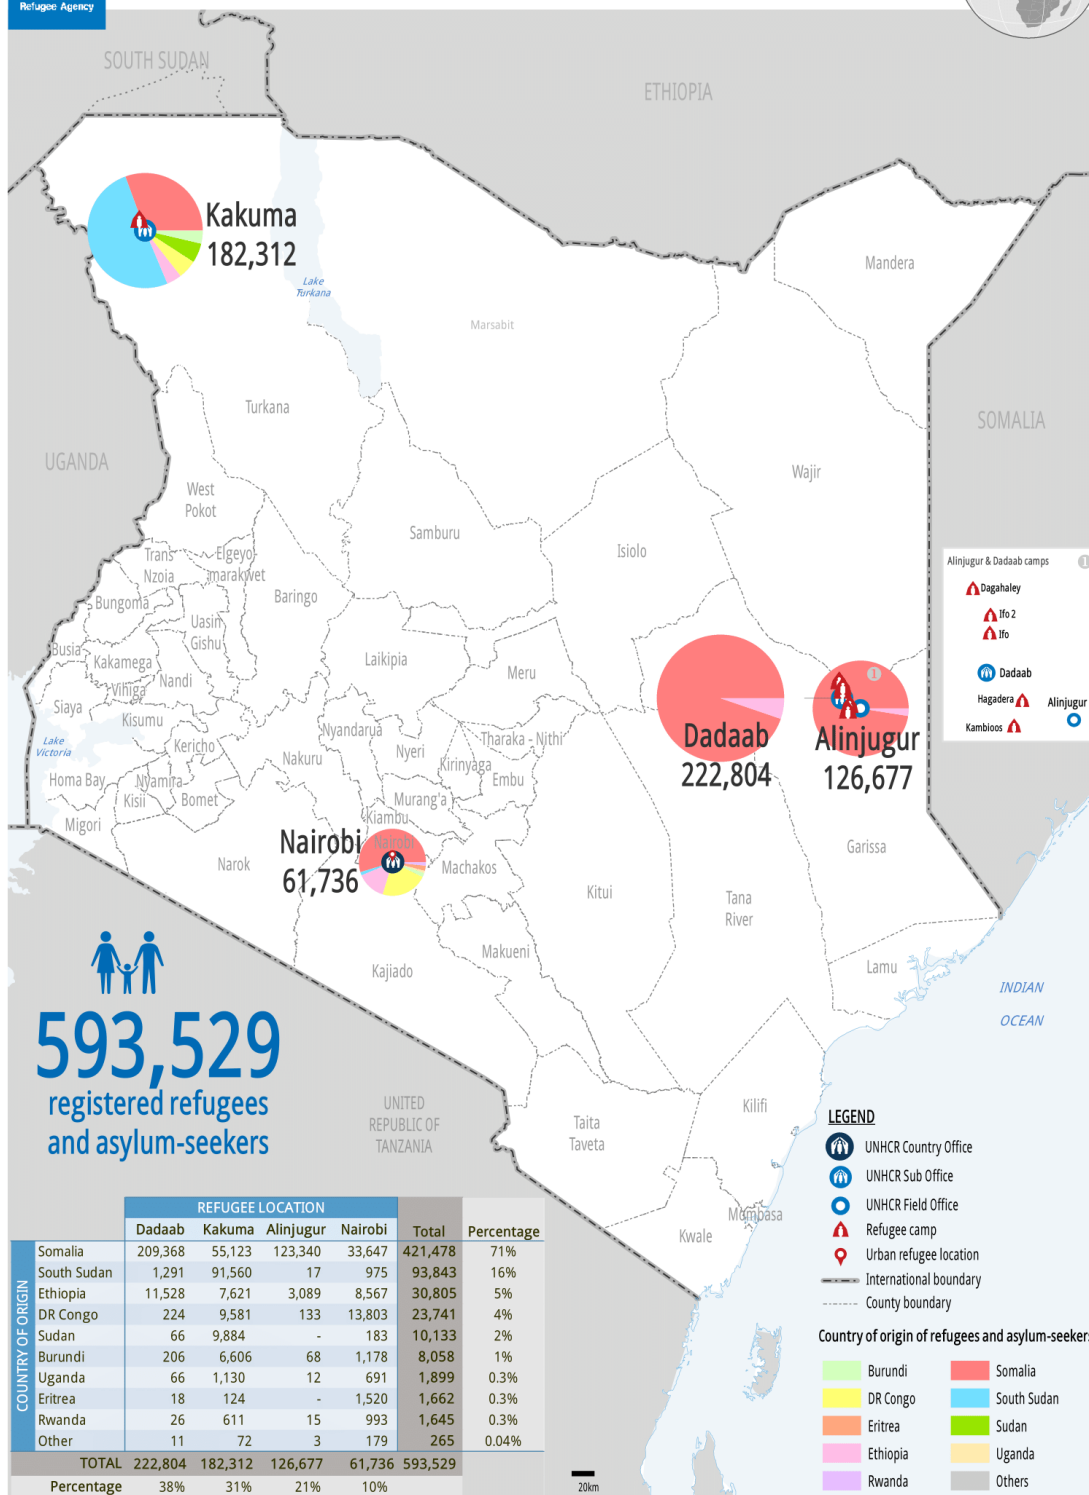 Refugee Agency
SOUTH SUDAN
ETHIOPIA
Kakuma
182,312
Mandera
Lake
Turkana
Marsabit
Turkana
SOMALIA
UGANDA
Wajir
West
Pokot
Samburu
Isiolo
Trans
Nzoia
Elgeyo-
marakwet
Baringo
Bungoma
Uasin
Gishu
Busia
Kakamega
Laikipia
Meru
Vihiga
Nandi
Siaya
Kisumu
Nyandarua
Tharaka - Nithi
Lake
Victoria
Kericho
Nakuru
Nyeri
Kirinyaga
Embu
Homa Bay
Nyamira
Kisii
Bomet
Murang'a
Migori
Kiambu
Dadaab
222,804
1
Alinjugur
126,677
Alinjugur & Dadaab camps
1
Dagahaley
Ifo 2
Ifo
Dadaab
Hagadera
Alinjugur
Kambioos
Nairobi
61,736
Nairobi
Machakos
Narok
Kitui
Garissa
Tana
River
Makueni
Kajiado
Lamu
INDIAN
OCEAN
593,529
registered refugees
and asylum-seekers
UNITED
REPUBLIC OF
TANZANIA
Taita
Taveta
Kilifi
Mombasa
Kwale
LEGEND
UNHCR Country Office
UNHCR Sub Office
UNHCR Field Office
Refugee camp
Urban refugee location
International boundary
County boundary
Country of origin of refugees and asylum-seekers
Burundi Somalia
DR Congo South Sudan
Eritrea Sudan
Ethiopia Uganda
Rwanda Others
REFUGEE LOCATION
Dadaab Kakuma Alinjugur Nairobi Total Percentage
COUNTRY OF ORIGIN
Somalia 209,368 55,123 123,340 33,647 421,478 71%
South Sudan 1,291 91,560 17 975 93,843 16%
Ethiopia 11,528 7,621 3,089 8,567 30,805 5%
DR Congo 224 9,581 133 13,803 23,741 4%
Sudan 66 9,884 - 183 10,133 2%
Burundi 206 6,606 68 1,178 8,058 1%
Uganda 66 1,130 12 691 1,899 0.3%
Eritrea 18 124 - 1,520 1,662 0.3%
Rwanda 26 611 15 993 1,645 0.3%
Other 11 72 3 179 265 0.04%
TOTAL 222,804 182,312 126,677 61,736 593,529
Percentage 38% 31% 21% 10%
20km